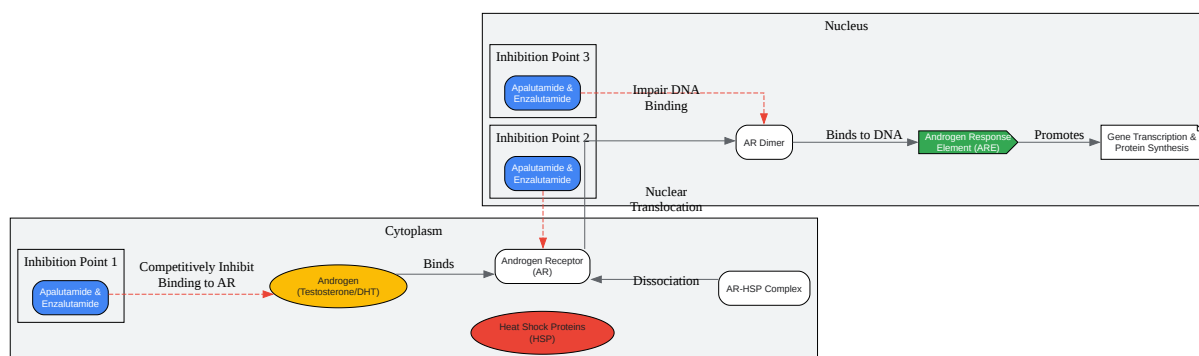 Nucleus
Inhibition Point 3
Apalutamide &
Enzalutamide
Impair DNA
Binding
Inhibition Point 2
Apalutamide &
Enzalutamide
AR Dimer
Binds to DNA
Androgen Response
Element (ARE)
Promotes
Gene Transcription &
Protein Synthesis
Nuclear
Translocation
Cytoplasm
Inhibition Point 1
Apalutamide &
Enzalutamide
Competitively Inhibit
Binding to AR
Androgen
(Testosterone/DHT)
Binds
Androgen Receptor
(AR)
Dissociation
AR-HSP Complex
Heat Shock Proteins
(HSP)